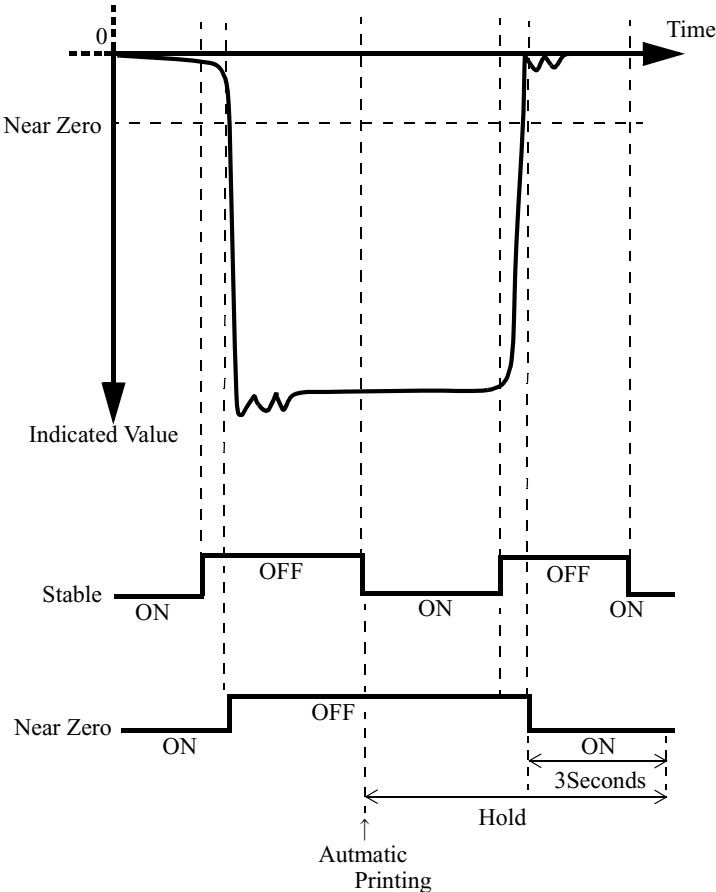 0
Time
Near Zero
Indicated Value
OFF
OFF
Stable
ON
ON
ON
OFF
Near Zero
ON
ON
3Seconds
Hold
↑
Autmatic
Printing